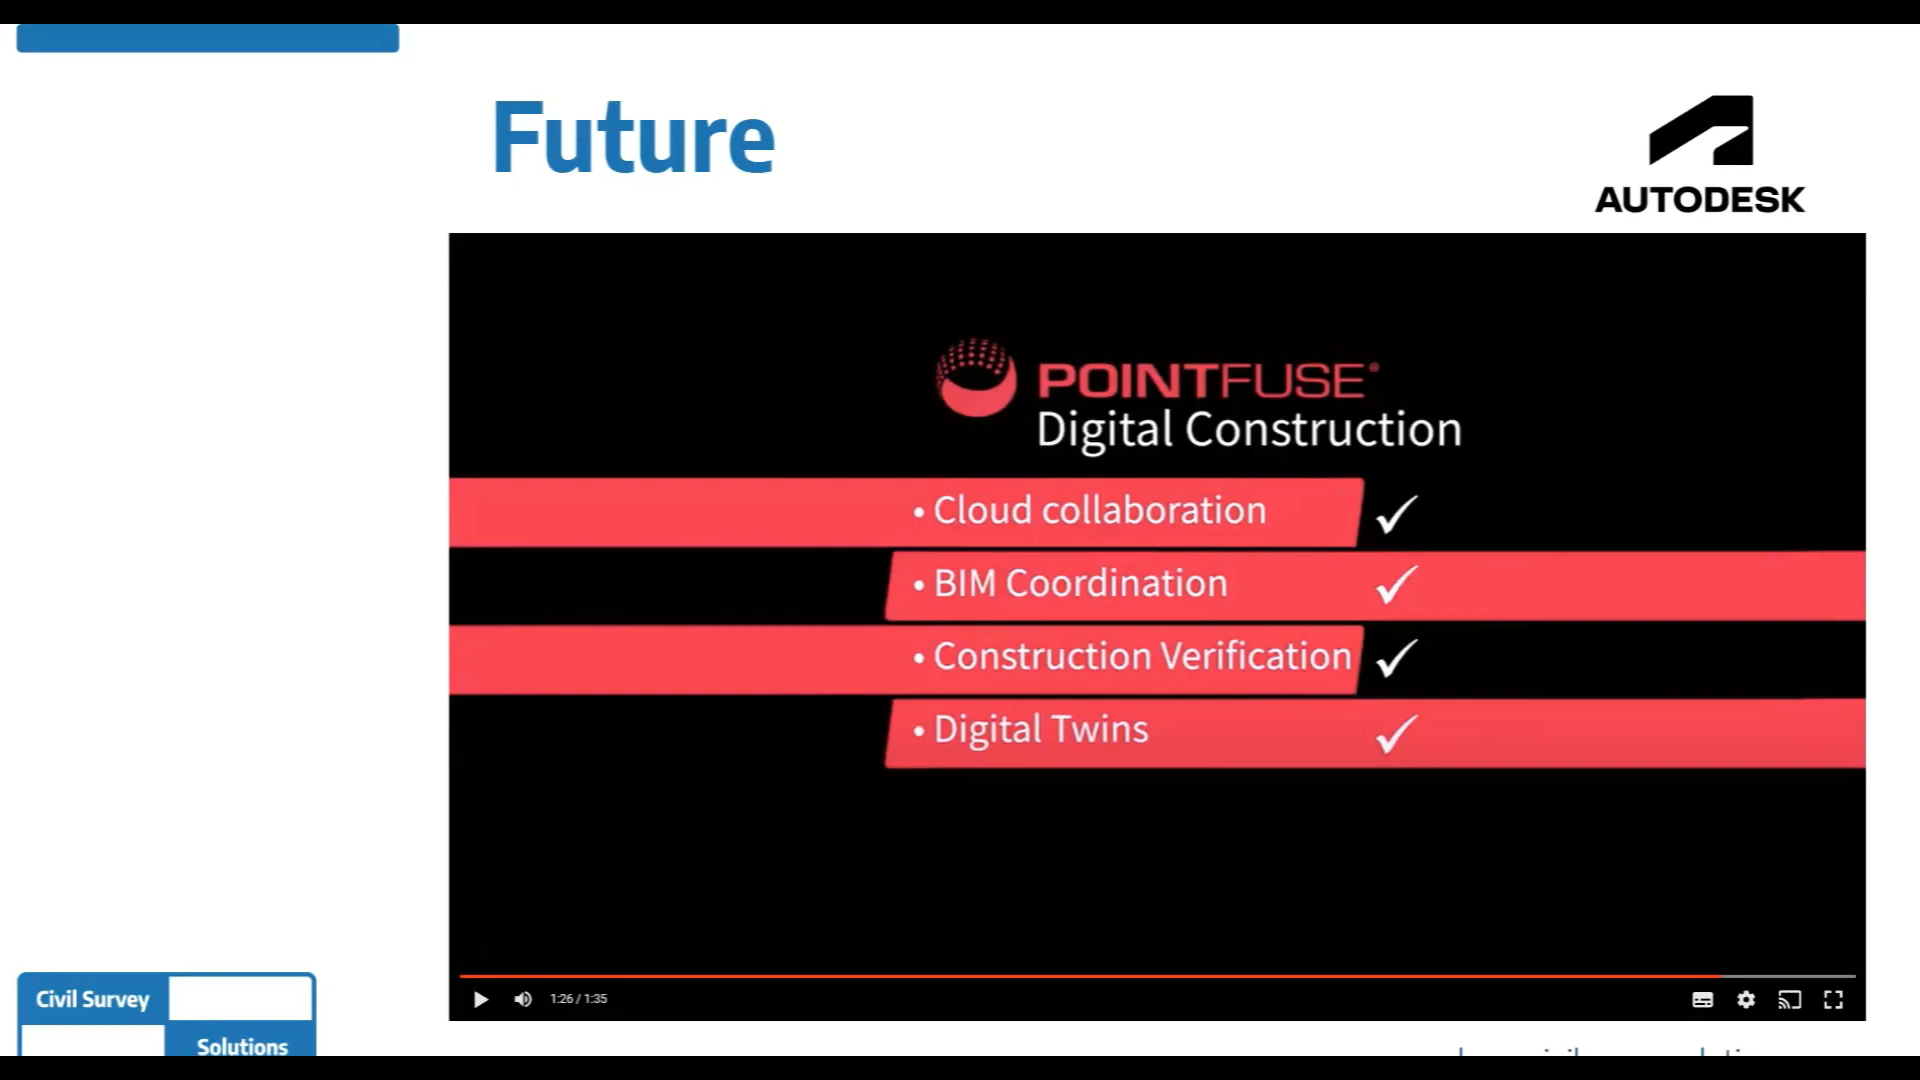 Future
AUTODESK
POINTFUSE®
Digital Construction
• Cloud collaboration
• BIM Coordination
• Construction Verification
• Digital Twins
1:26 / 1:35
Civil Survey
Solutions